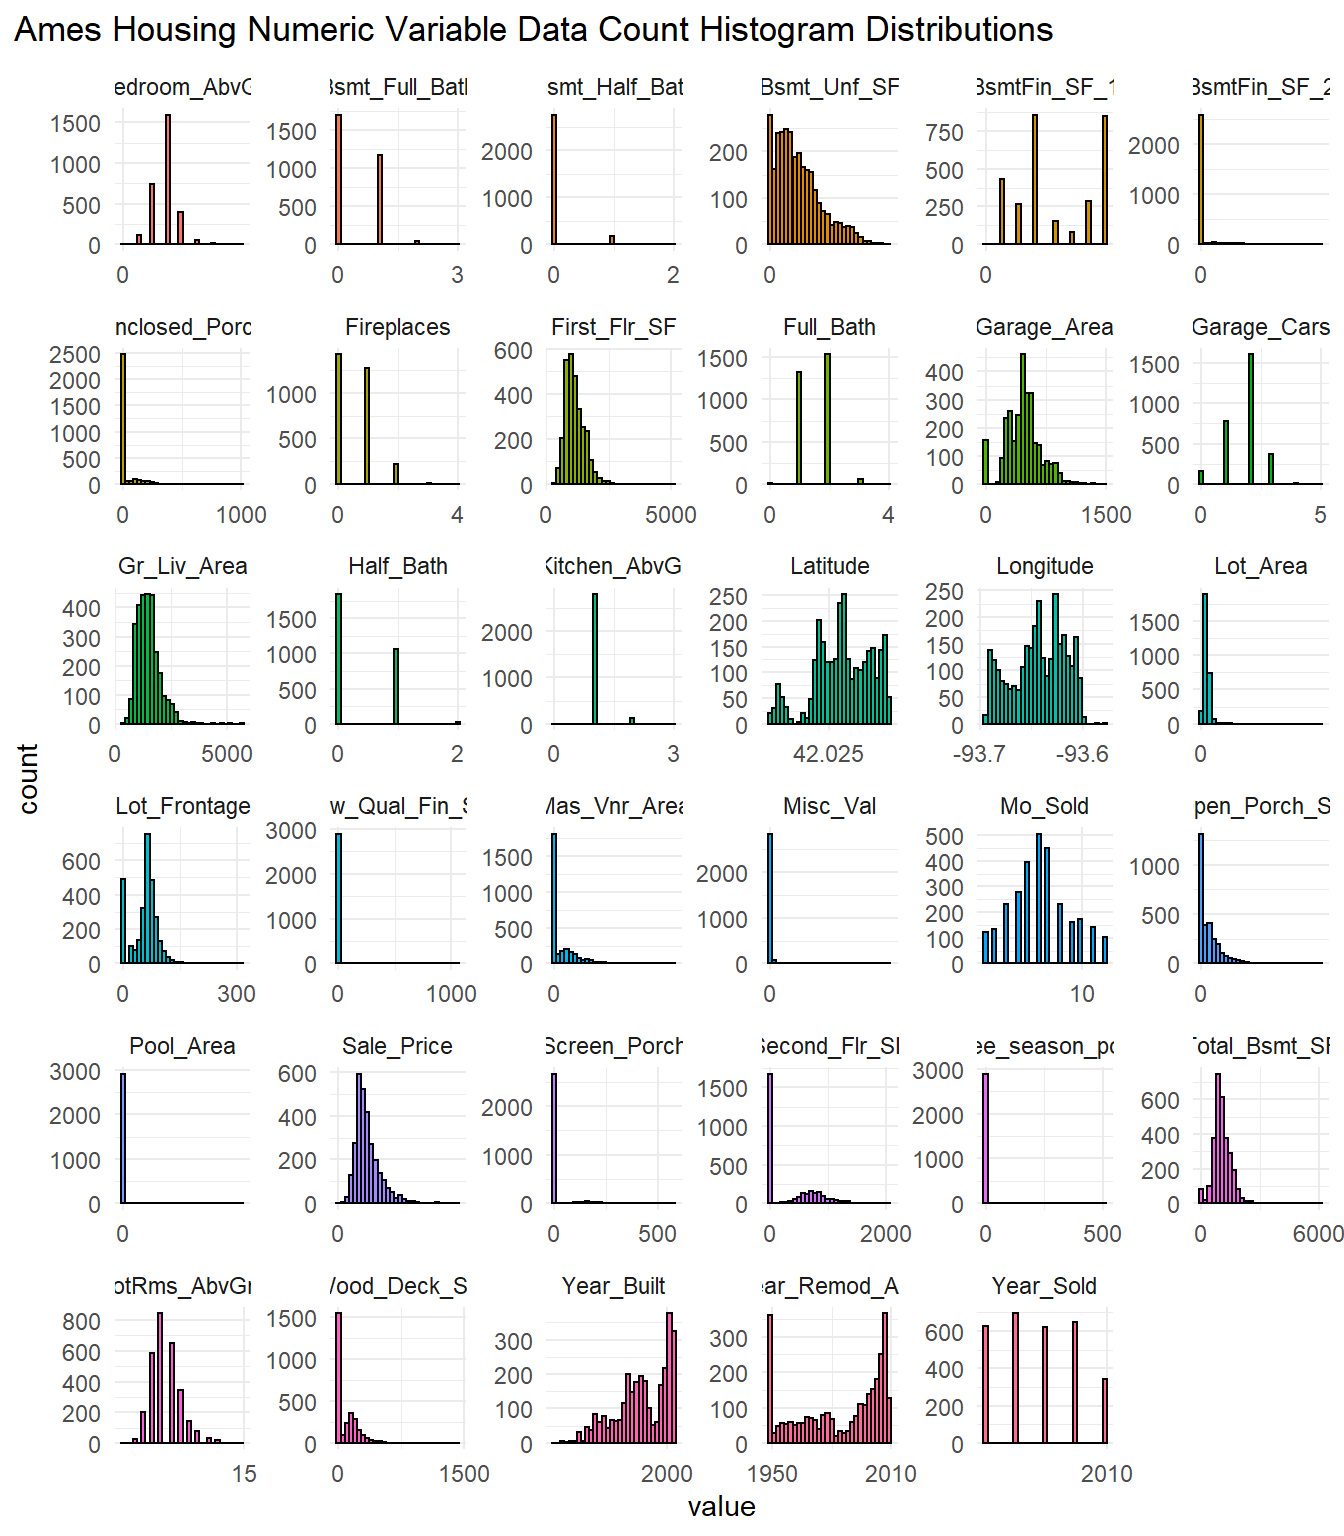 Ames Housing Numeric Variable Data Count Histogram Distributions
edroom_AbvG Bsmt_Full_Bath smt_Half_Bat Bsmt_Unf_SF BsmtFin_SF_1 BsmtFin_SF_2
1500 1000 500 0 1500 1000 500 0 2000 1000 0 200 100 0 750 500 250 0 2000 1000 0
0 0 3 0 2 0 0 0
nclosed_Porc Fireplaces First_Flr_SF Full_Bath Garage_Area Garage_Cars
2500 2000 1500 1000 500 0 1000 500 0 600 400 200 0 1500 1000 500 0 400 300 200 100 0 1500 1000 500 0
0 1000 0 4 0 5000 0 4 0 1500 0 5
Gr_Liv_Area Half_Bath Kitchen_AbvG Latitude Longitude Lot_Area
400 300 200 100 0 1500 1000 500 0 2000 1000 0 250 200 150 100 50 0 250 200 150 100 50 0 1500 1000 500 0
0 5000 0 2 0 3 42.025 -93.7 -93.6 0
count
Lot_Frontage w_Qual_Fin_S Mas_Vnr_Area Misc_Val Mo_Sold pen_Porch_S
600 400 200 0 3000 2000 1000 0 1500 1000 500 0 2000 1000 0 500 400 300 200 100 0 1000 500 0
0 300 0 1000 0 0 10 0
Pool_Area Sale_Price Screen_Porch Second_Flr_SF ee_season_po Total_Bsmt_SF
3000 2000 1000 0 600 400 200 0 2000 1000 0 1500 1000 500 0 3000 2000 1000 0 600 400 200 0
0 0 0 500 0 2000 0 500 0 6000
otRms_AbvGr Wood_Deck_S Year_Built ear_Remod_A Year_Sold
800 600 400 200 0 1500 1000 500 0 300 200 100 0 300 200 100 0 600 400 200 0
15 0 1500 2000 1950 2010 2010
value